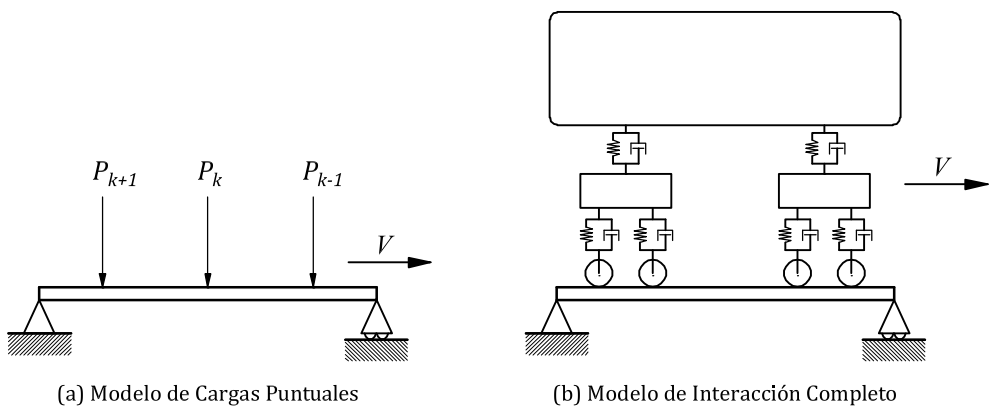 P_{k+1} P_k P_{k-1}
V
V
(a) Modelo de Cargas Puntuales
(b) Modelo de Interacción Completo